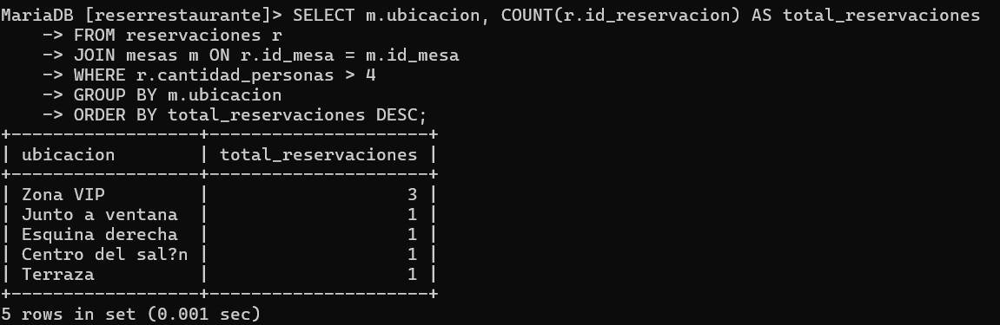 MariaDB [reserrestaurante]> SELECT m.ubicacion, COUNT(r.id_reservacion) AS total_reservaciones
    -> FROM reservaciones r
    -> JOIN mesas m ON r.id_mesa = m.id_mesa
    -> WHERE r.cantidad_personas > 4
    -> GROUP BY m.ubicacion
    -> ORDER BY total_reservaciones DESC;
+------------------+---------------------+
| ubicacion        | total_reservaciones |
+------------------+---------------------+
| Zona VIP         |                   3 |
| Junto a ventana  |                   1 |
| Esquina derecha  |                   1 |
| Centro del sal?n |                   1 |
| Terraza          |                   1 |
+------------------+---------------------+
5 rows in set (0.001 sec)